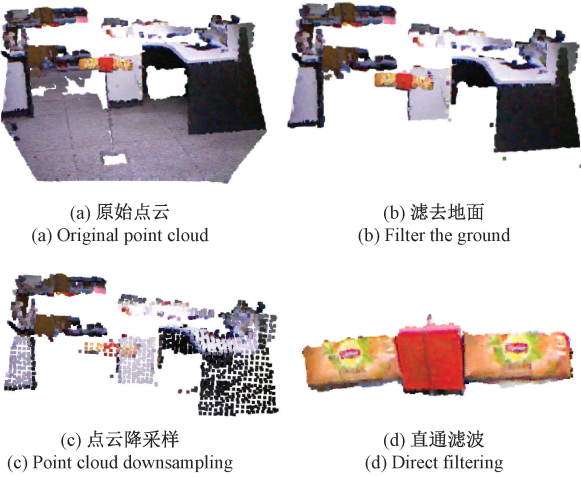 (a) 原始点云
(a) Original point cloud
(b) 滤去地面
(b) Filter the ground
(c) 点云降采样
(c) Point cloud downsampling
(d) 直通滤波
(d) Direct filtering